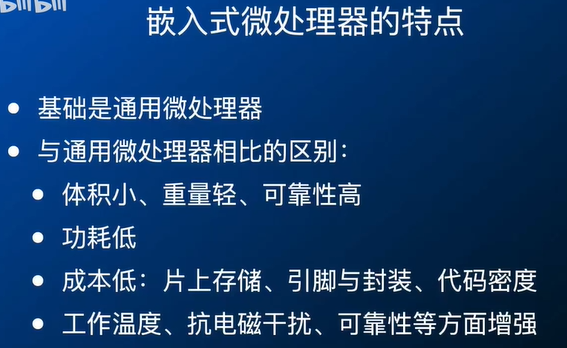 bilibili
嵌入式微处理器的特点
基础是通用微处理器
与通用微处理器相比的区别：
体积小、重量轻、可靠性高
功耗低
成本低：片上存储、引脚与封装、代码密度
工作温度、抗电磁干扰、可靠性等方面增强